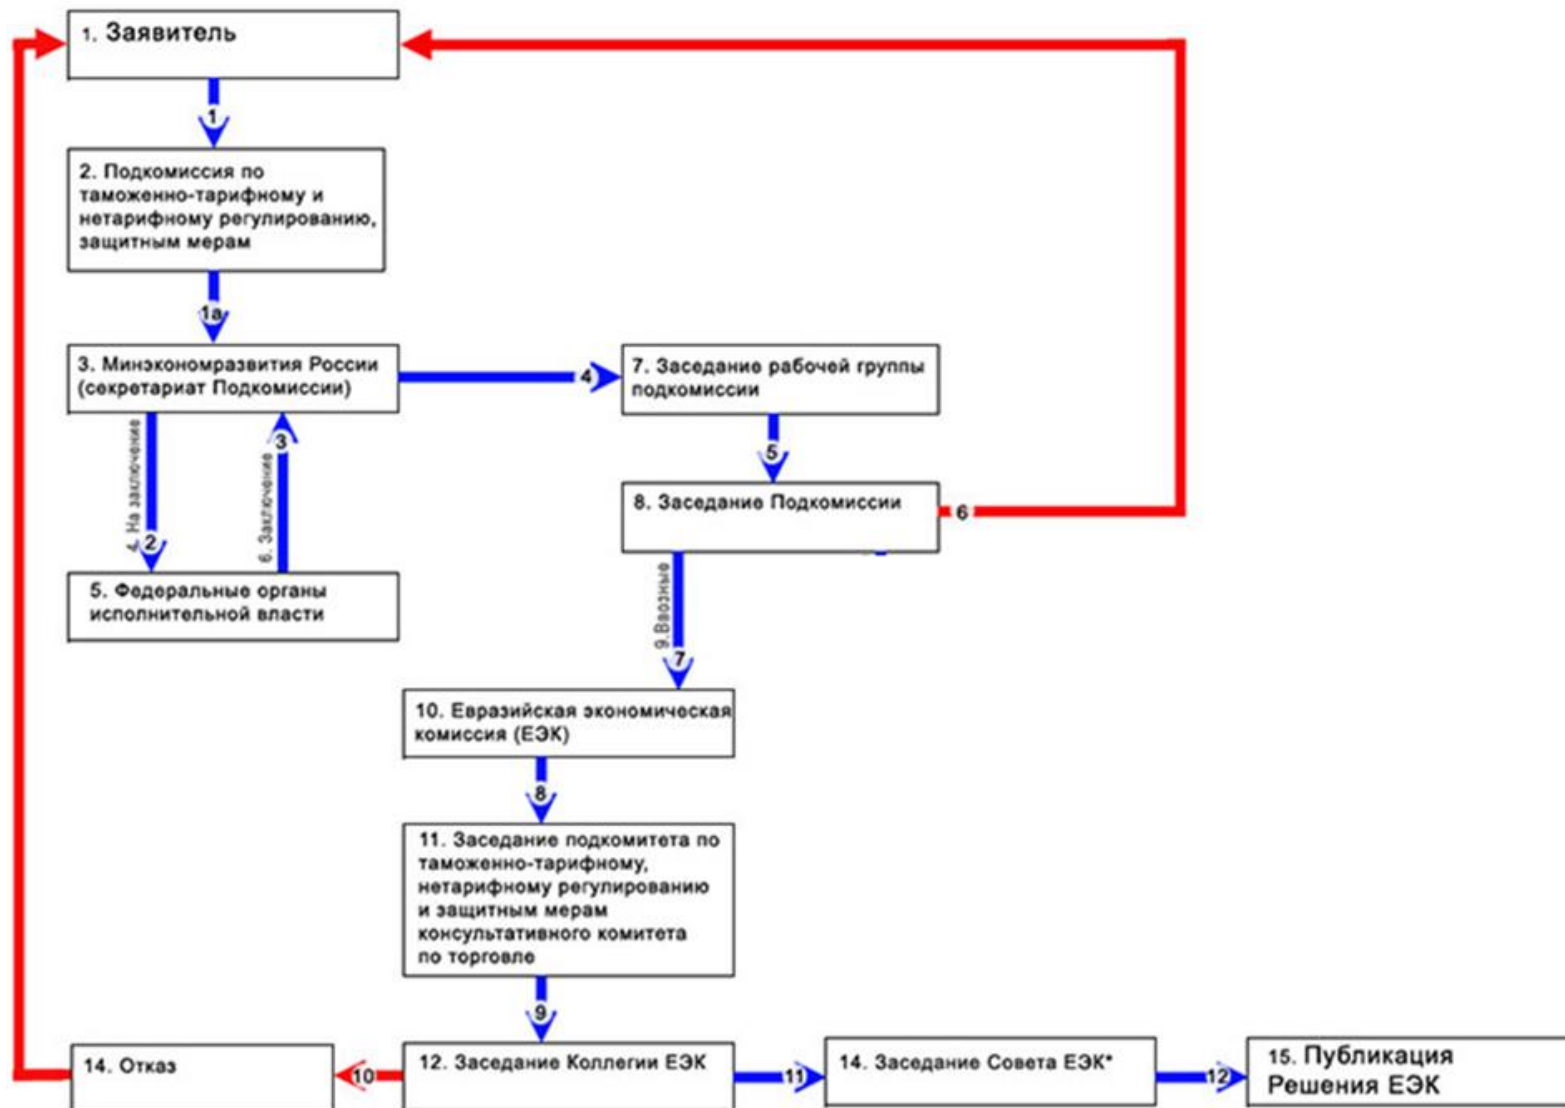 1. Заявитель
1
2. Подкомиссия по
таможенно-тарифному и
нетарифному регулированию,
защитным мерам
1а
3. Минэкономразвития России
(секретариат Подкомиссии)
4
7. Заседание рабочей группы
подкомиссии
4. На заключение
2
6. Заключение
3
5
5. Федеральные органы
исполнительной власти
8. Заседание Подкомиссии
6
9.Ввозные
7
10. Евразийская экономическая
комиссия (ЕЭК)
8
11. Заседание подкомитета по
таможенно-тарифному,
нетарифному регулированию
и защитным мерам
консультативного комитета
по торговле
9
14. Отказ
10
12. Заседание Коллегии ЕЭК
11
14. Заседание Совета ЕЭК*
12
15. Публикация
Решения ЕЭК